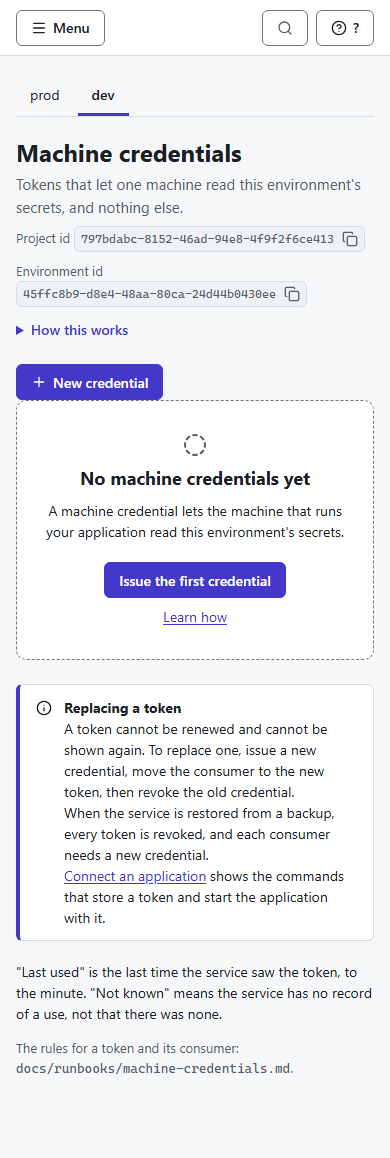 Menu
?
prod dev
Machine credentials
Tokens that let one machine read this environment's
secrets, and nothing else.
Project id 797bdabc-8152-46ad-94e8-4f9f2f6ce413
Environment id
45ffc8b9-d8e4-48aa-80ca-24d44b0430ee
How this works
New credential
No machine credentials yet
A machine credential lets the machine that runs
your application read this environment's secrets.
Issue the first credential
Learn how
Replacing a token
A token cannot be renewed and cannot be
shown again. To replace one, issue a new
credential, move the consumer to the new
token, then revoke the old credential.
When the service is restored from a backup,
every token is revoked, and each consumer
needs a new credential.
Connect an application shows the commands
that store a token and start the application
with it.
"Last used" is the last time the service saw the token, to
the minute. "Not known" means the service has no record
of a use, not that there was none.
The rules for a token and its consumer:
docs/runbooks/machine-credentials.md.